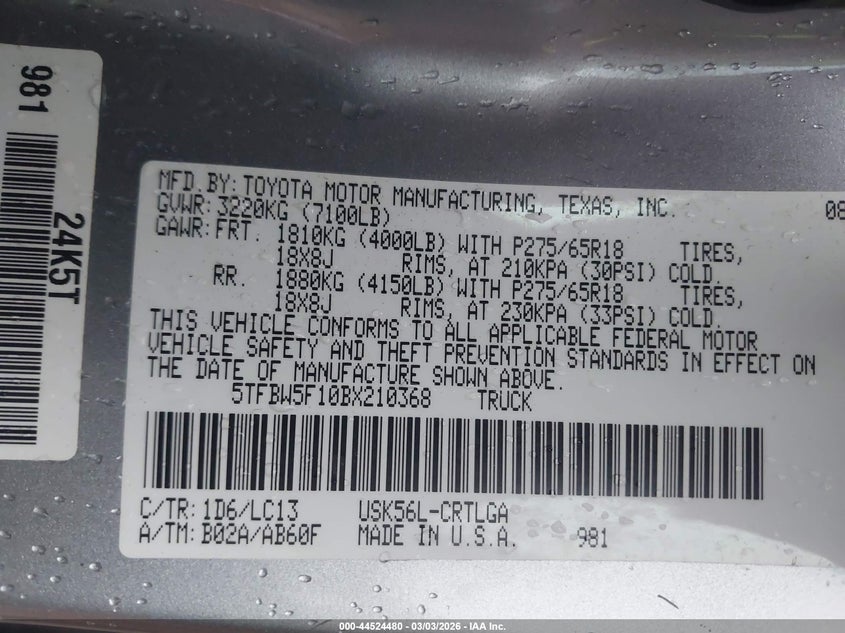 981
24K5T
MFD.BY: TOYOTA MOTOR MANUFACTURING, TEXAS, INC. 08
GVWR: 3220KG (7100LB)
GAWR: FRT. 1810KG (4000LB) WITH P275/65R18 TIRES,
18X8J RIMS, AT 210KPA (30PSI) COLD
RR. 1880KG (4150LB) WITH P275/65R18 TIRES,
18X8J RIMS, AT 230KPA (33PSI) COLD.
THIS VEHICLE CONFORMS TO ALL APPLICABLE FEDERAL MOTOR
VEHICLE SAFETY AND THEFT PREVENTION STANDARDS IN EFFECT ON
THE DATE OF MANUFACTURE SHOWN ABOVE.
5TFBW5F10BX210368 TRUCK
C/TR: 1D6/LC13 USK56L-CRTLGA
A/TM: B02A/AB60F MADE IN U.S.A. 981
000-44524480 - 03/03/2026 - IAA Inc.